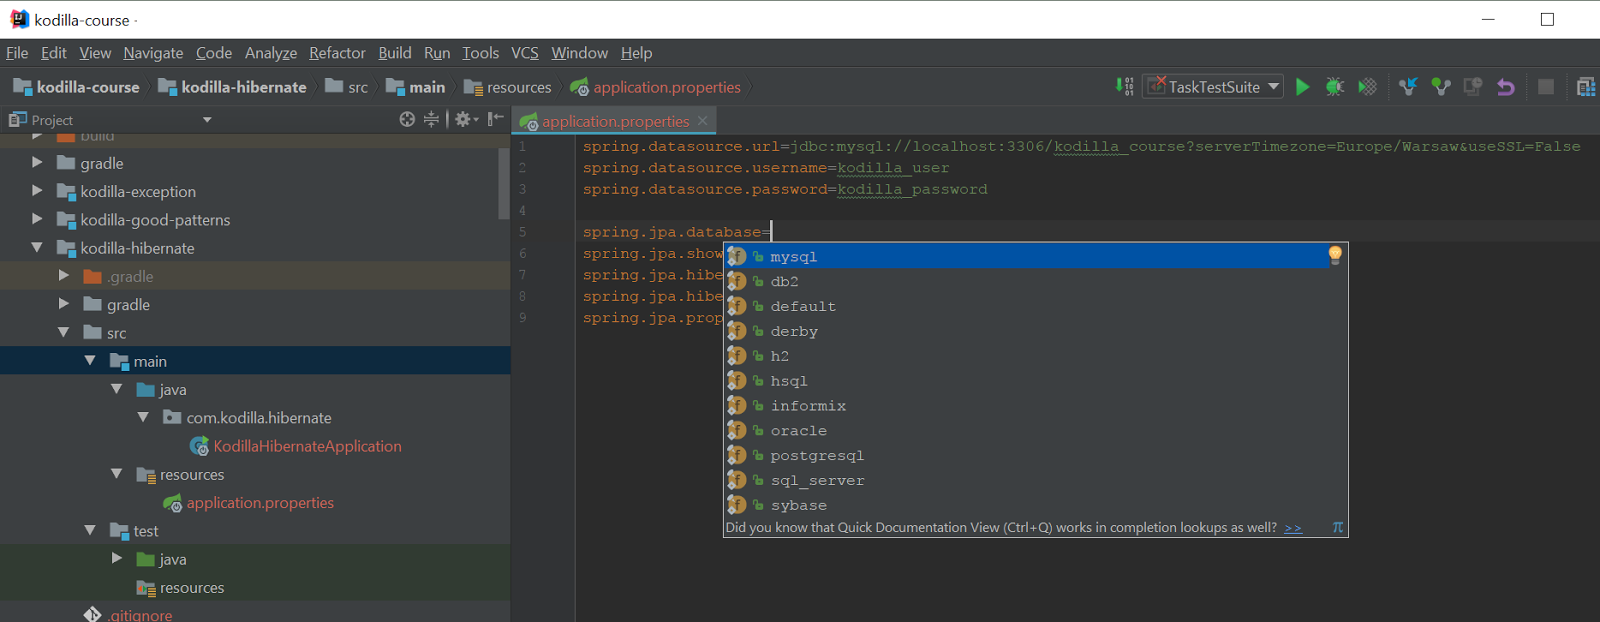 kodilla-course -
File Edit View Navigate Code Analyze Refactor Build Run Tools VCS Window Help
kodilla-course kodilla-hibernate src main resources application.properties TaskTestSuite
Project
application.properties
build
gradle
kodilla-exception
kodilla-good-patterns
kodilla-hibernate
.gradle
gradle
src
main
java
com.kodilla.hibernate
KodillaHibernateApplication
resources
application.properties
test
java
resources
.gitignore
1 spring.datasource.url=jdbc:mysql://localhost:3306/kodilla_course?serverTimezone=Europe/Warsaw&useSSL=False
2 spring.datasource.username=kodilla_user
3 spring.datasource.password=kodilla_password
4
5 spring.jpa.database=
6 spring.jpa.show
7 spring.jpa.hibe
8 spring.jpa.hibe
9 spring.jpa.prop
mysql
db2
default
derby
h2
hsql
informix
oracle
postgresql
sql_server
sybase
Did you know that Quick Documentation View (Ctrl+Q) works in completion lookups as well? >> π